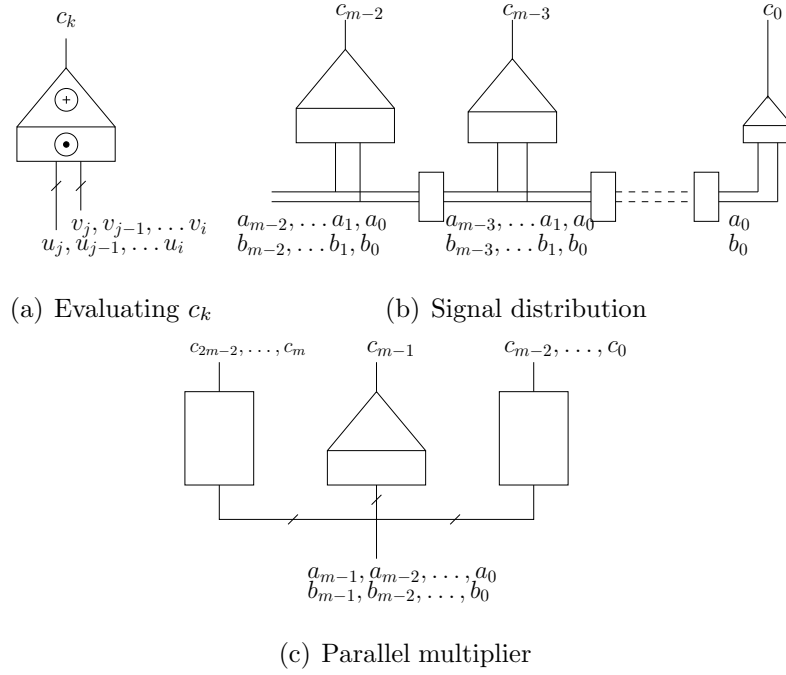 c_k
c_{m-2} c_{m-3} c_0
+
v_j, v_{j-1}, ... v_i
u_j, u_{j-1}, ... u_i
a_{m-2}, ... a_1, a_0 a_{m-3}, ... a_1, a_0 a_0
b_{m-2}, ... b_1, b_0 b_{m-3}, ... b_1, b_0 b_0
(a) Evaluating c_k (b) Signal distribution
c_{2m-2}, ..., c_m c_{m-1} c_{m-2}, ..., c_0
a_{m-1}, a_{m-2}, ..., a_0
b_{m-1}, b_{m-2}, ..., b_0
(c) Parallel multiplier